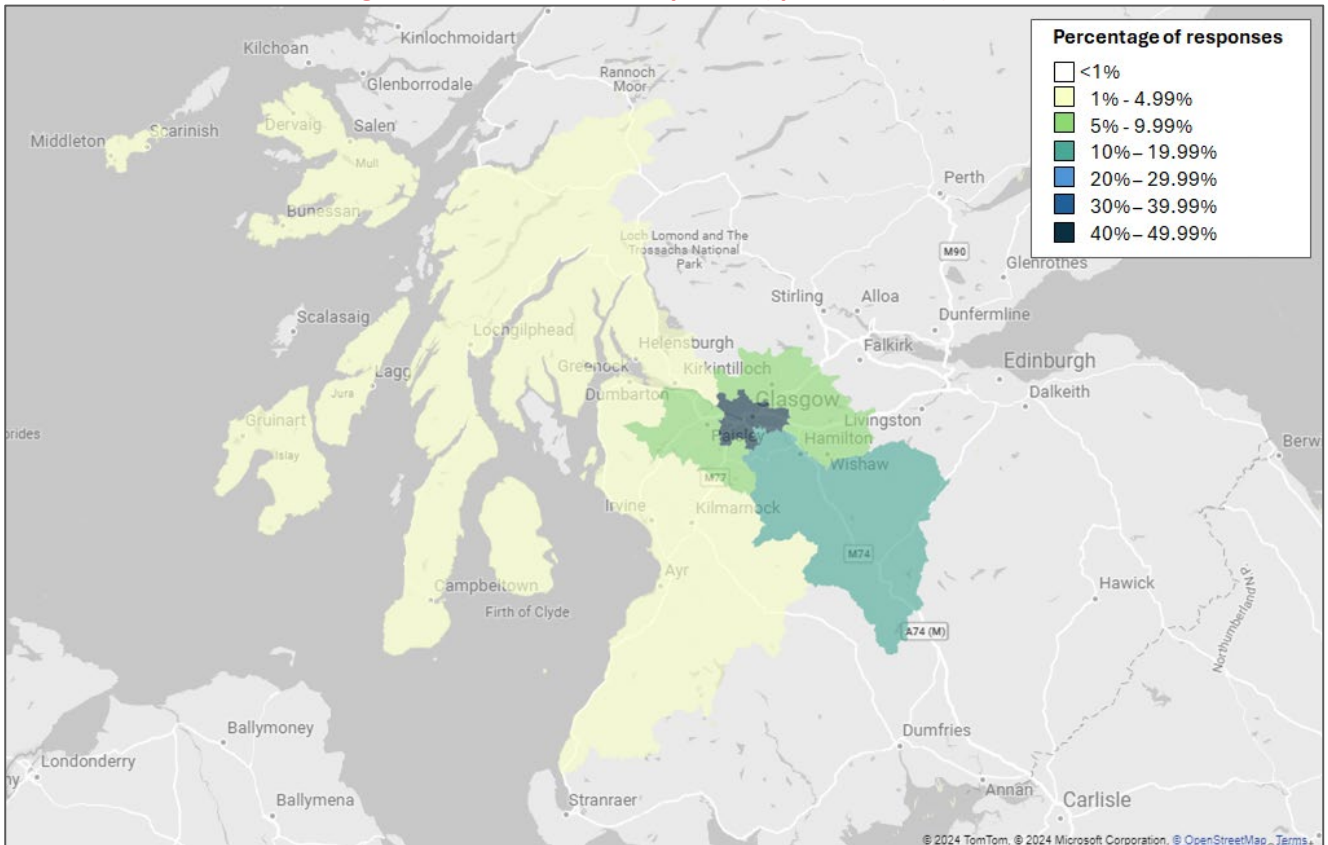 Percentage of responses
<1%
1% - 4.99%
5% - 9.99%
10% – 19.99%
20% – 29.99%
30% – 39.99%
40% – 49.99%
Kinlochmoidart
Kilchoan
Glenborrodale
Rannoch
Moor
Middleton
Scarinish
Dervaig
Salen
Mull
Bunessan
Perth
Loch Lomond and The
Trossachs National
Park
M90
Glenrothes
Stirling
Alloa
Dunfermline
Scalasaig
Lochgilphead
Helensburgh
Falkirk
Edinburgh
Greenock
Kirkintilloch
Lagg
Jura
Dumbarton
Glasgow
Dalkeith
Gruinart
Livingston
Paisley
Hamilton
Berw
Islay
Wishaw
M77
Irvine
Kilmarnock
M74
Ayr
Campbeltown
Firth of Clyde
Hawick
Northumberland N.P.
A74 (M)
Ballymoney
Dumfries
Londonderry
Annan
Ballymena
Stranraer
Carlisle
© 2024 TomTom, © 2024 Microsoft Corporation, © OpenStreetMap Terms